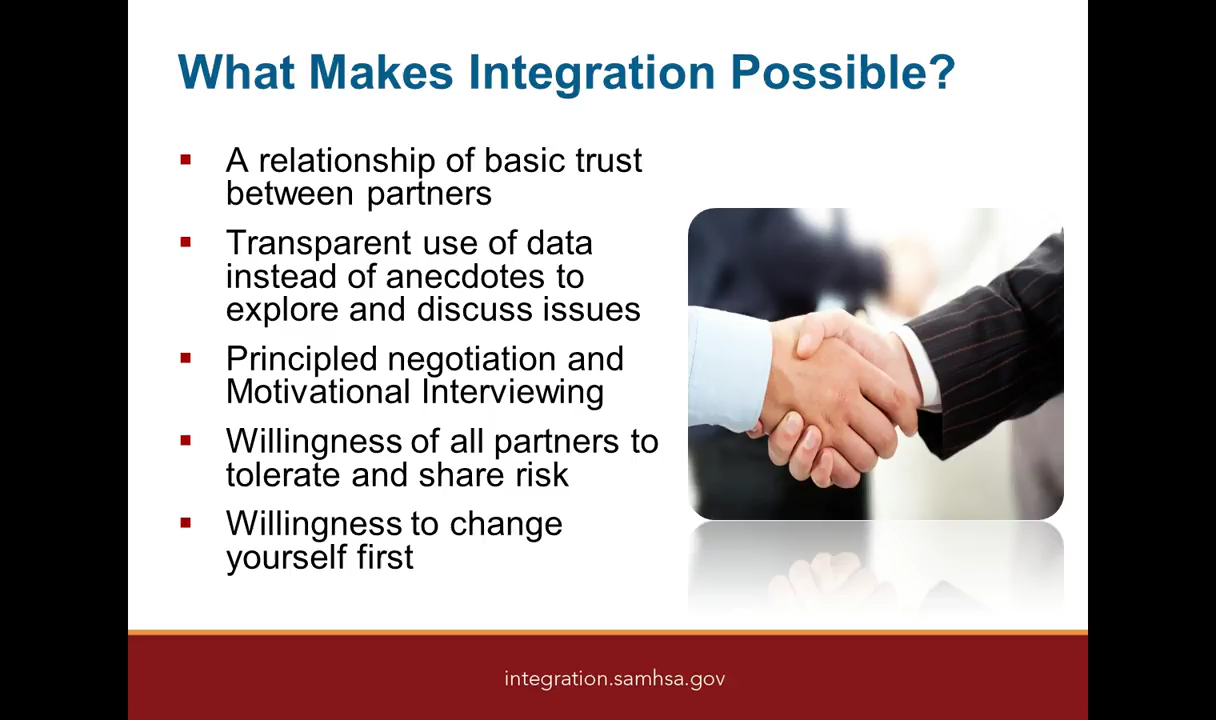 What Makes Integration Possible?
A relationship of basic trust
between partners
Transparent use of data
instead of anecdotes to
explore and discuss issues
Principled negotiation and
Motivational Interviewing
Willingness of all partners to
tolerate and share risk
Willingness to change
yourself first
integration.samhsa.gov